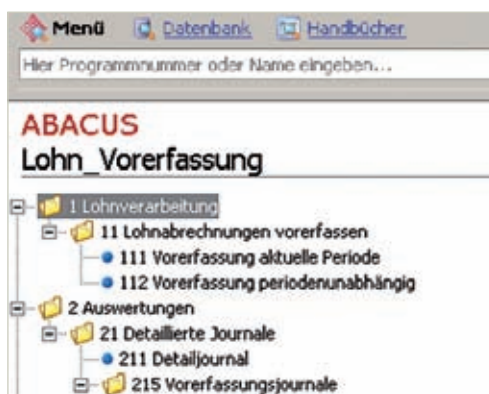 Menü Datenbank Handbücher
Hier Programmnummer oder Name eingeben...
ABACUS
Lohn_Vorerfassung
1 Lohnverarbeitung
11 Lohnabrechnungen vorerfassen
111 Vorerfassung aktuelle Periode
112 Vorerfassung periodenunabhängig
2 Auswertungen
21 Detaillierte Journale
211 Detailjournal
215 Vorerfassungsjournale